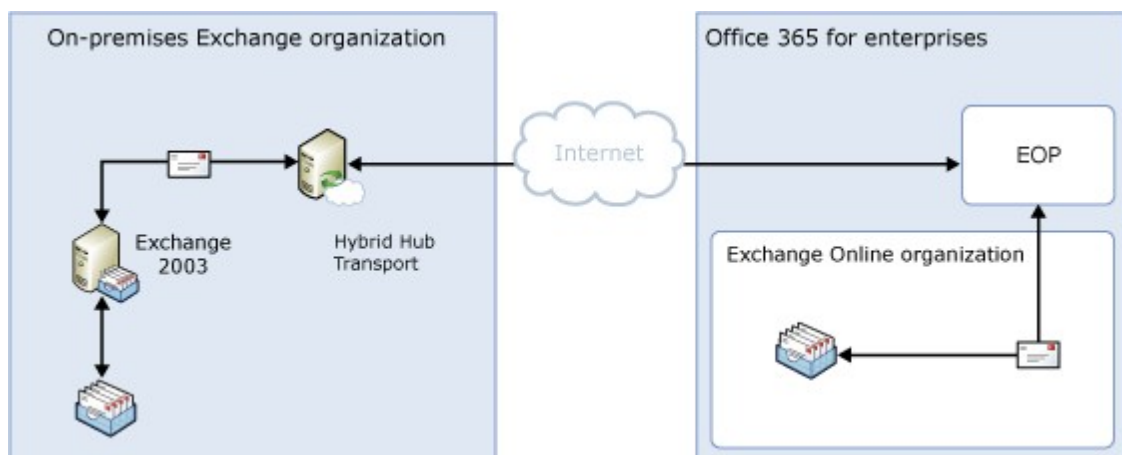 On-premises Exchange organization
Office 365 for enterprises
Internet
EOP
Exchange
2003
Hybrid Hub
Transport
Exchange Online organization